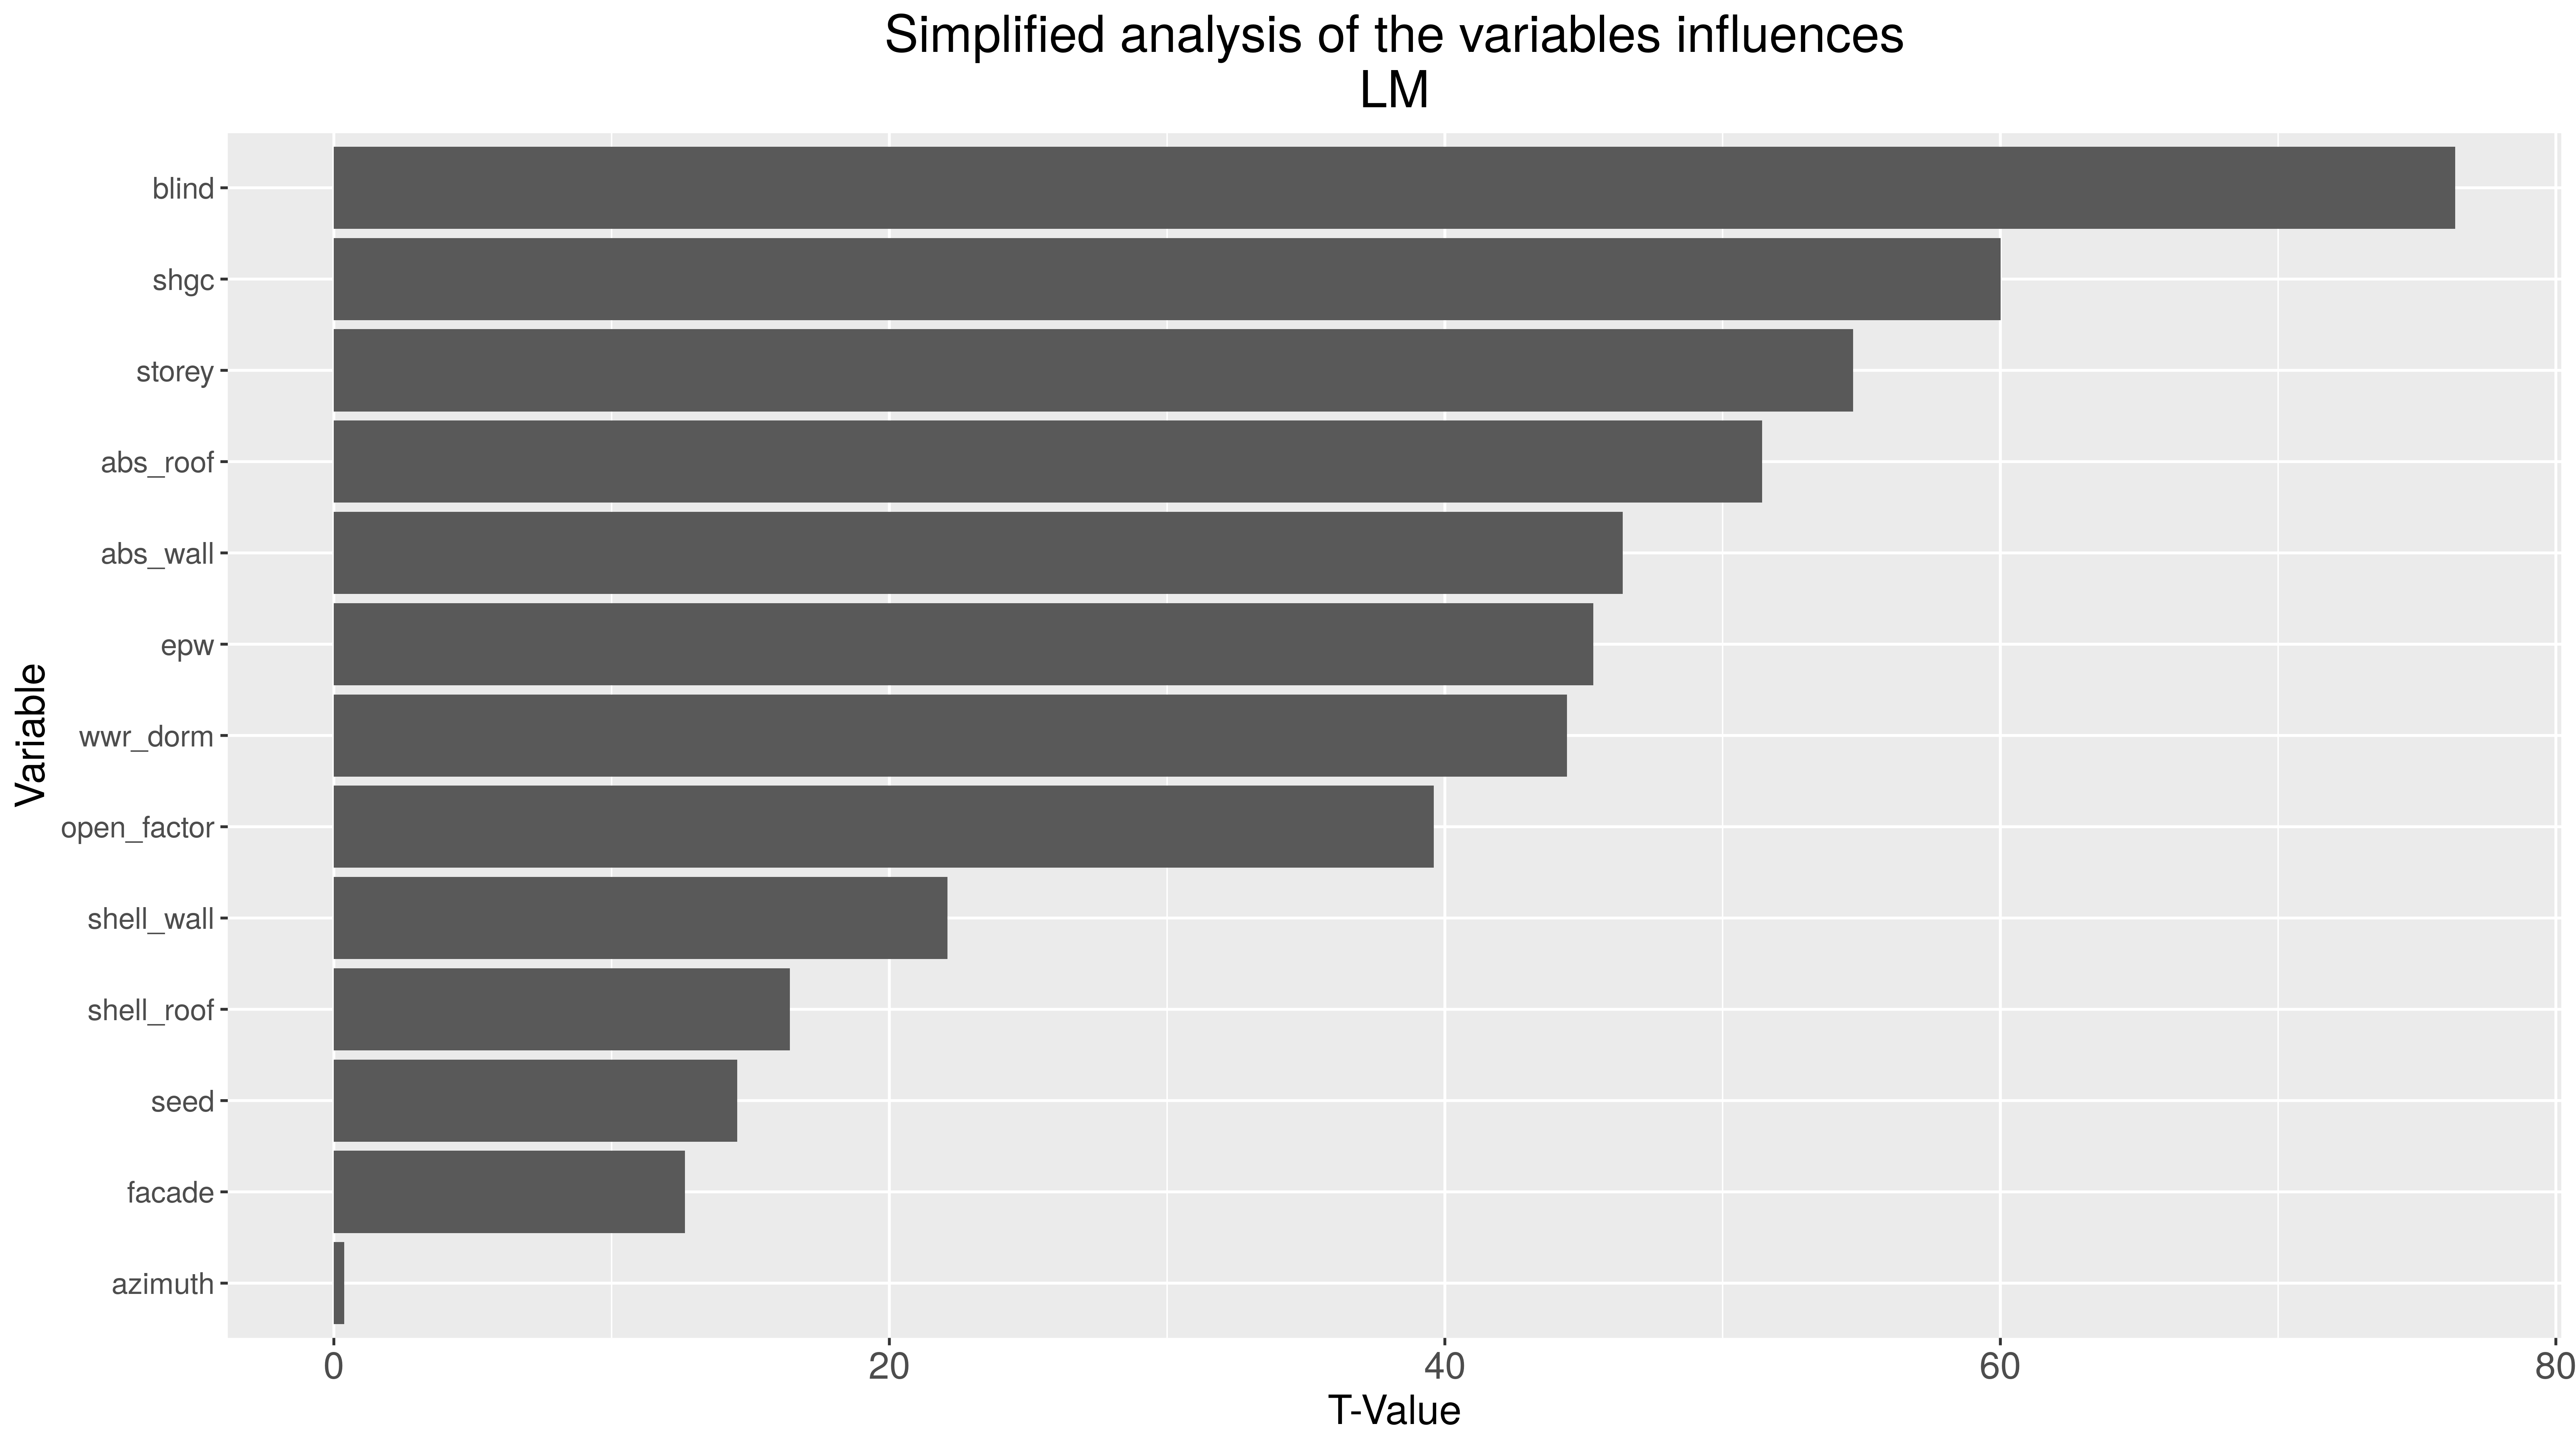 Simplified analysis of the variables influences
LM
Variable
blind
shgc
storey
abs_roof
abs_wall
epw
wwr_dorm
open_factor
shell_wall
shell_roof
seed
facade
azimuth
0 20 40 60 80
T-Value